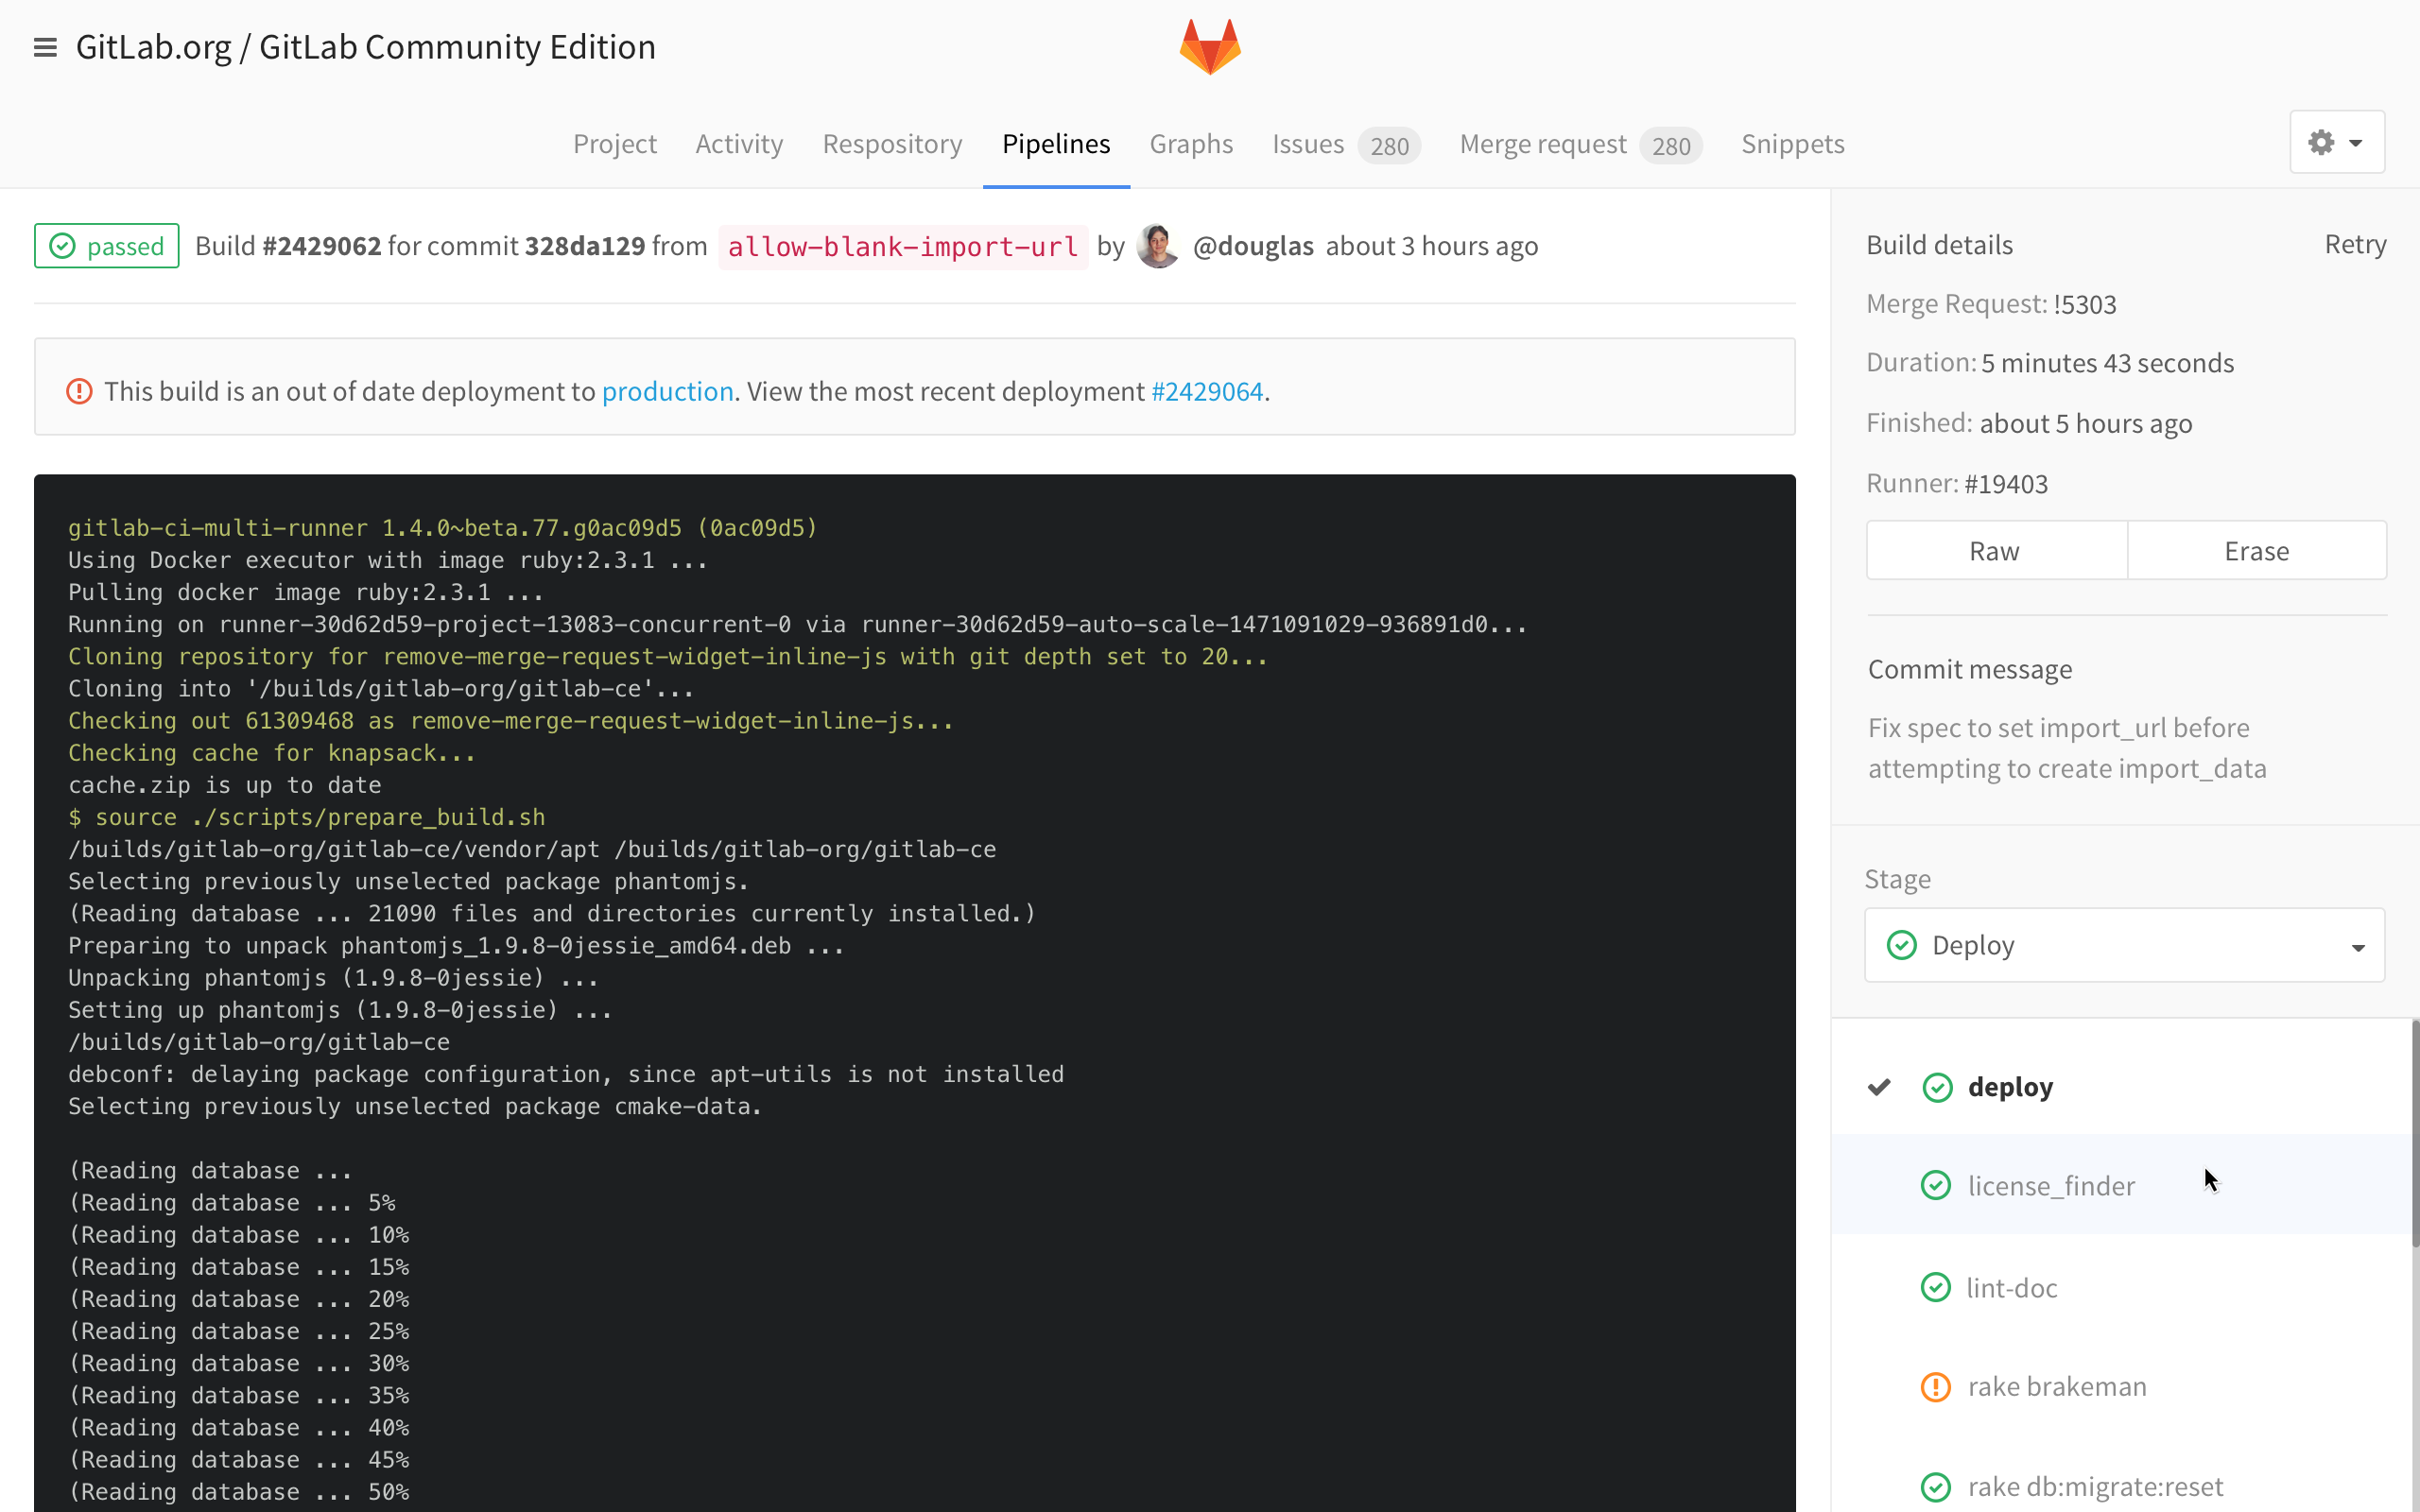 GitLab.org / GitLab Community Edition
Project Activity Respository Pipelines Graphs Issues 280 Merge request 280 Snippets
passed Build #2429062 for commit 328da129 from allow-blank-import-url by @douglas about 3 hours ago
This build is an out of date deployment to production. View the most recent deployment #2429064.
gitlab-ci-multi-runner 1.4.0~beta.77.g0ac09d5 (0ac09d5)
Using Docker executor with image ruby:2.3.1 ...
Pulling docker image ruby:2.3.1 ...
Running on runner-30d62d59-project-13083-concurrent-0 via runner-30d62d59-auto-scale-1471091029-936891d0...
Cloning repository for remove-merge-request-widget-inline-js with git depth set to 20...
Cloning into '/builds/gitlab-org/gitlab-ce'...
Checking out 61309468 as remove-merge-request-widget-inline-js...
Checking cache for knapsack...
cache.zip is up to date
$ source ./scripts/prepare_build.sh
/builds/gitlab-org/gitlab-ce/vendor/apt /builds/gitlab-org/gitlab-ce
Selecting previously unselected package phantomjs.
(Reading database ... 21090 files and directories currently installed.)
Preparing to unpack phantomjs_1.9.8-0jessie_amd64.deb ...
Unpacking phantomjs (1.9.8-0jessie) ...
Setting up phantomjs (1.9.8-0jessie) ...
/builds/gitlab-org/gitlab-ce
debconf: delaying package configuration, since apt-utils is not installed
Selecting previously unselected package cmake-data.
(Reading database ...
(Reading database ... 5%
(Reading database ... 10%
(Reading database ... 15%
(Reading database ... 20%
(Reading database ... 25%
(Reading database ... 30%
(Reading database ... 35%
(Reading database ... 40%
(Reading database ... 45%
(Reading database ... 50%
Build details Retry
Merge Request: !5303
Duration: 5 minutes 43 seconds
Finished: about 5 hours ago
Runner: #19403
Raw Erase
Commit message
Fix spec to set import_url before
attempting to create import_data
Stage
Deploy
deploy
license_finder
lint-doc
rake brakeman
rake db:migrate:reset